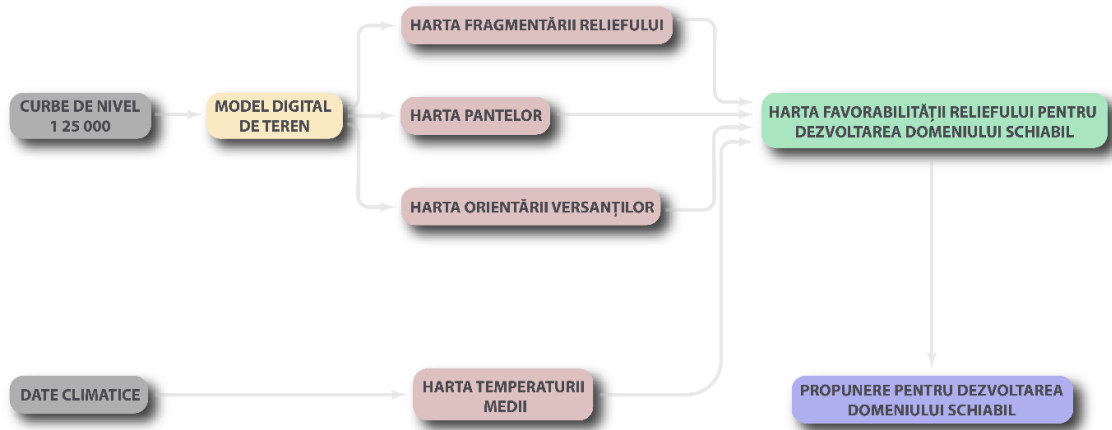 HARTA FRAGMENTĂRII RELIEFULUI
CURBE DE NIVEL
1 25 000
MODEL DIGITAL
DE TEREN
HARTA PANTELOR
HARTA FAVORABILITĂȚII RELIEFULUI PENTRU
DEZVOLTAREA DOMENIULUI SCHIABIL
HARTA ORIENTĂRII VERSANȚILOR
DATE CLIMATICE
HARTA TEMPERATURII
MEDII
PROPUNERE PENTRU DEZVOLTAREA
DOMENIULUI SCHIABIL